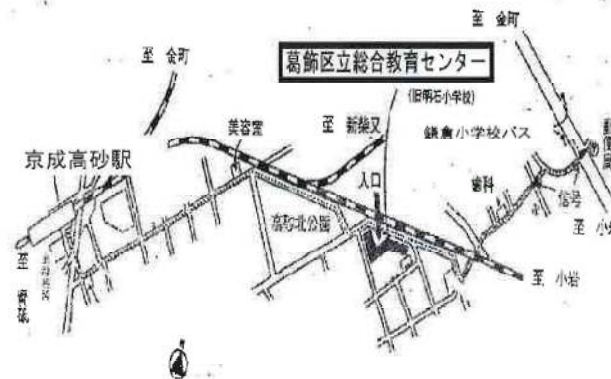 至 金町
至 金町
葛飾区立総合教育センター
(旧明石小学校)
美容室
至 新柴又
鎌倉小学校バス
京成高砂駅
入口
歯科
信号
高砂北公園
至 小岩